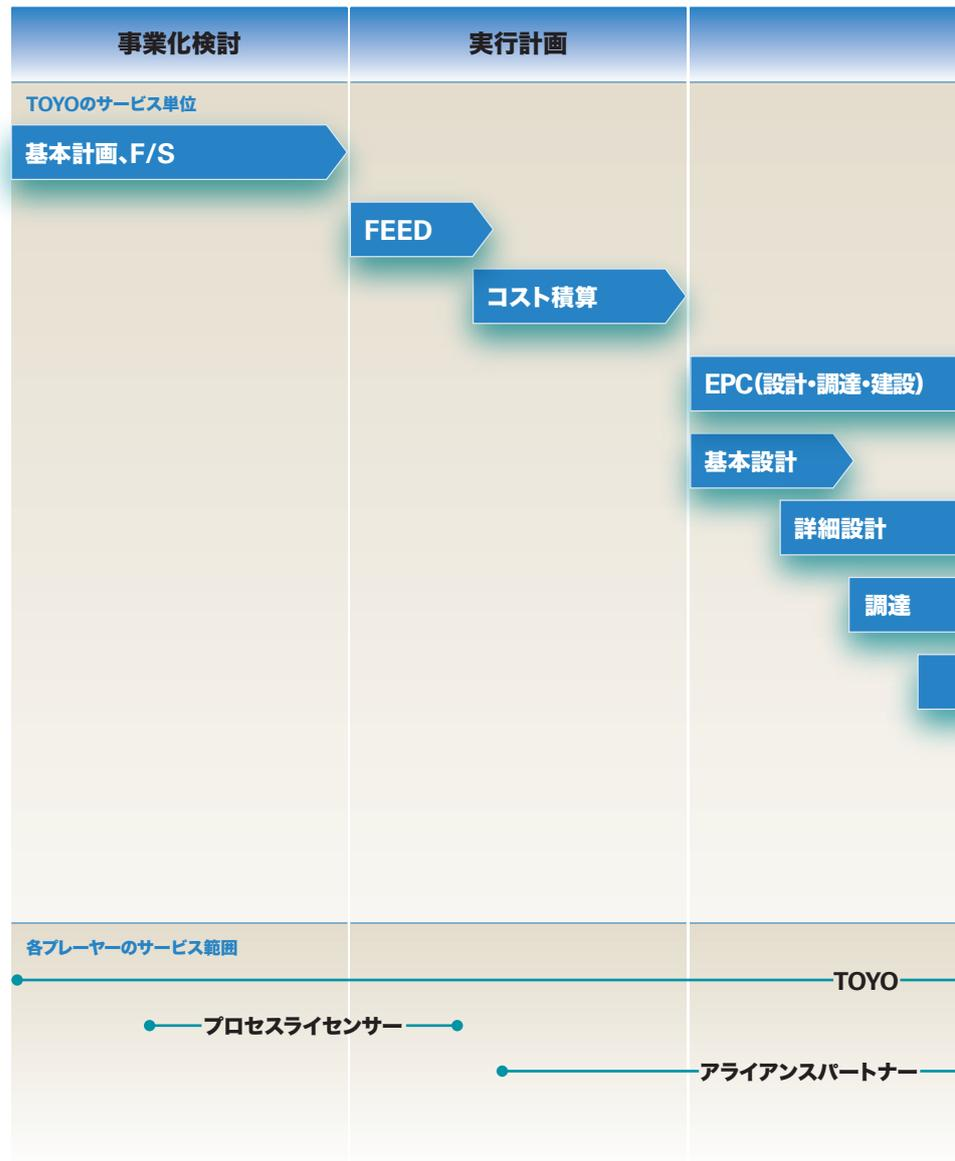 事業化検討
実行計画
TOYOのサービス単位
基本計画、F/S
FEED
コスト積算
EPC(設計・調達・建設)
基本設計
詳細設計
調達
各プレーヤーのサービス範囲
TOYO
プロセスライセンサー
アライアンスパートナー